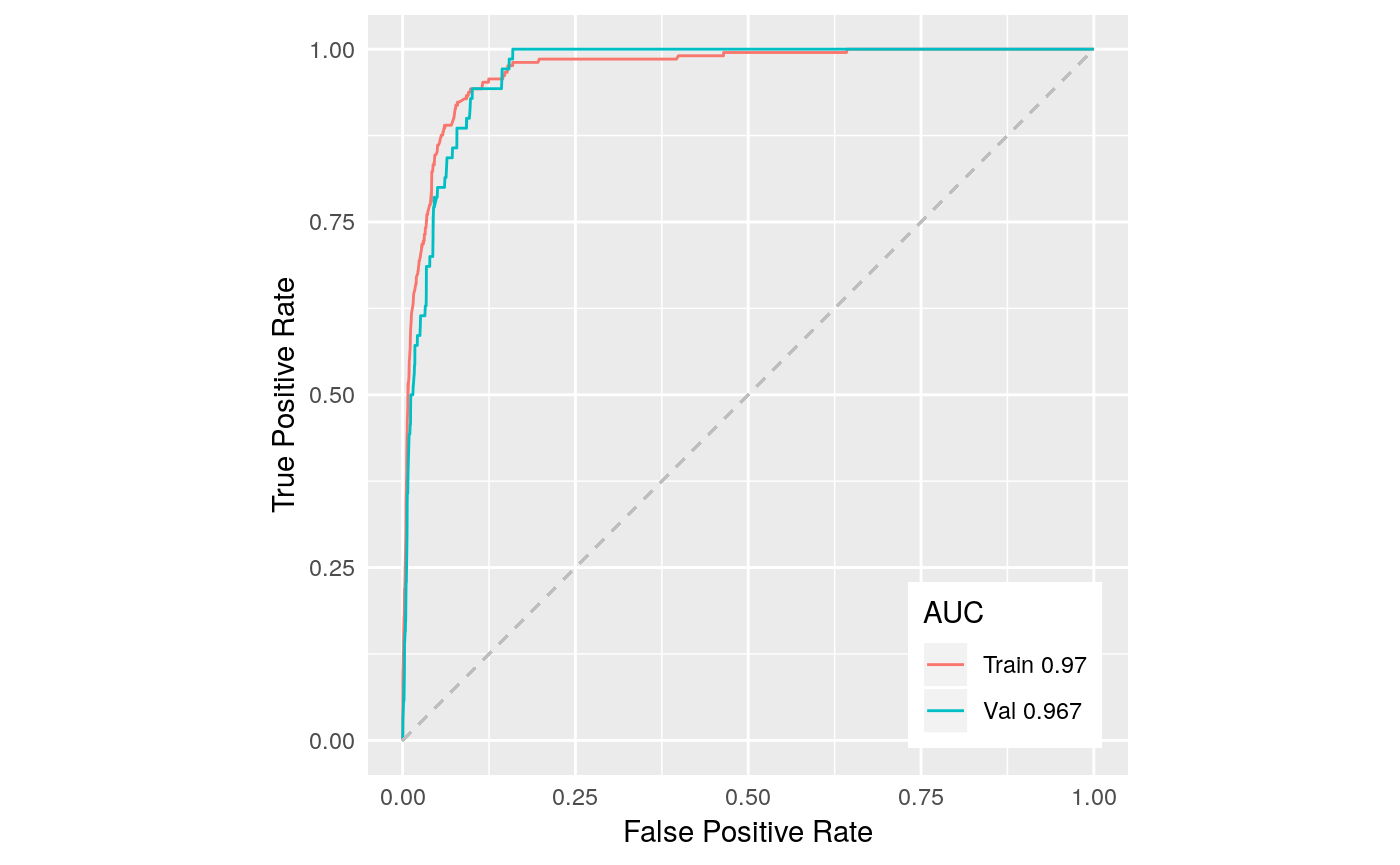 1.00
0.75
0.50
0.25
0.00
True Positive Rate
AUC
Train 0.97
Val 0.967
0.00 0.25 0.50 0.75 1.00
False Positive Rate